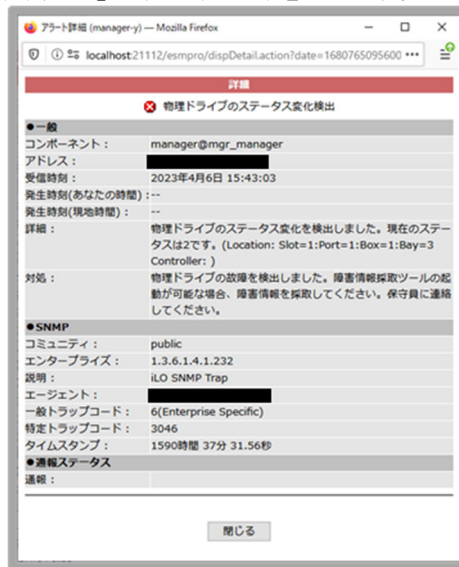 アラート詳細 (manager-y) — Mozilla Firefox
localhost:21112/esmpro/dispDetail.action?date=1680765095600 •••
詳細
物理ドライブのステータス変化検出
●一般
コンポーネント： manager@mgr_manager
アドレス：
受信時刻： 2023年4月6日 15:43:03
発生時刻(あなたの時間)：--
発生時刻(現地時間)： --
詳細： 物理ドライブのステータス変化を検出しました。現在のステー
タスは2です。(Location: Slot=1:Port=1:Box=1:Bay=3
Controller: )
対処： 物理ドライブの故障を検出しました。障害情報採取ツールの起
動が可能な場合、障害情報を採取してください。保守員に連絡
してください。
●SNMP
コミュニティ： public
エンタープライズ： 1.3.6.1.4.1.232
説明： iLO SNMP Trap
エージェント：
一般トラップコード： 6(Enterprise Specific)
特定トラップコード： 3046
タイムスタンプ： 1590時間 37分 31.56秒
●通報ステータス
通報：
閉じる